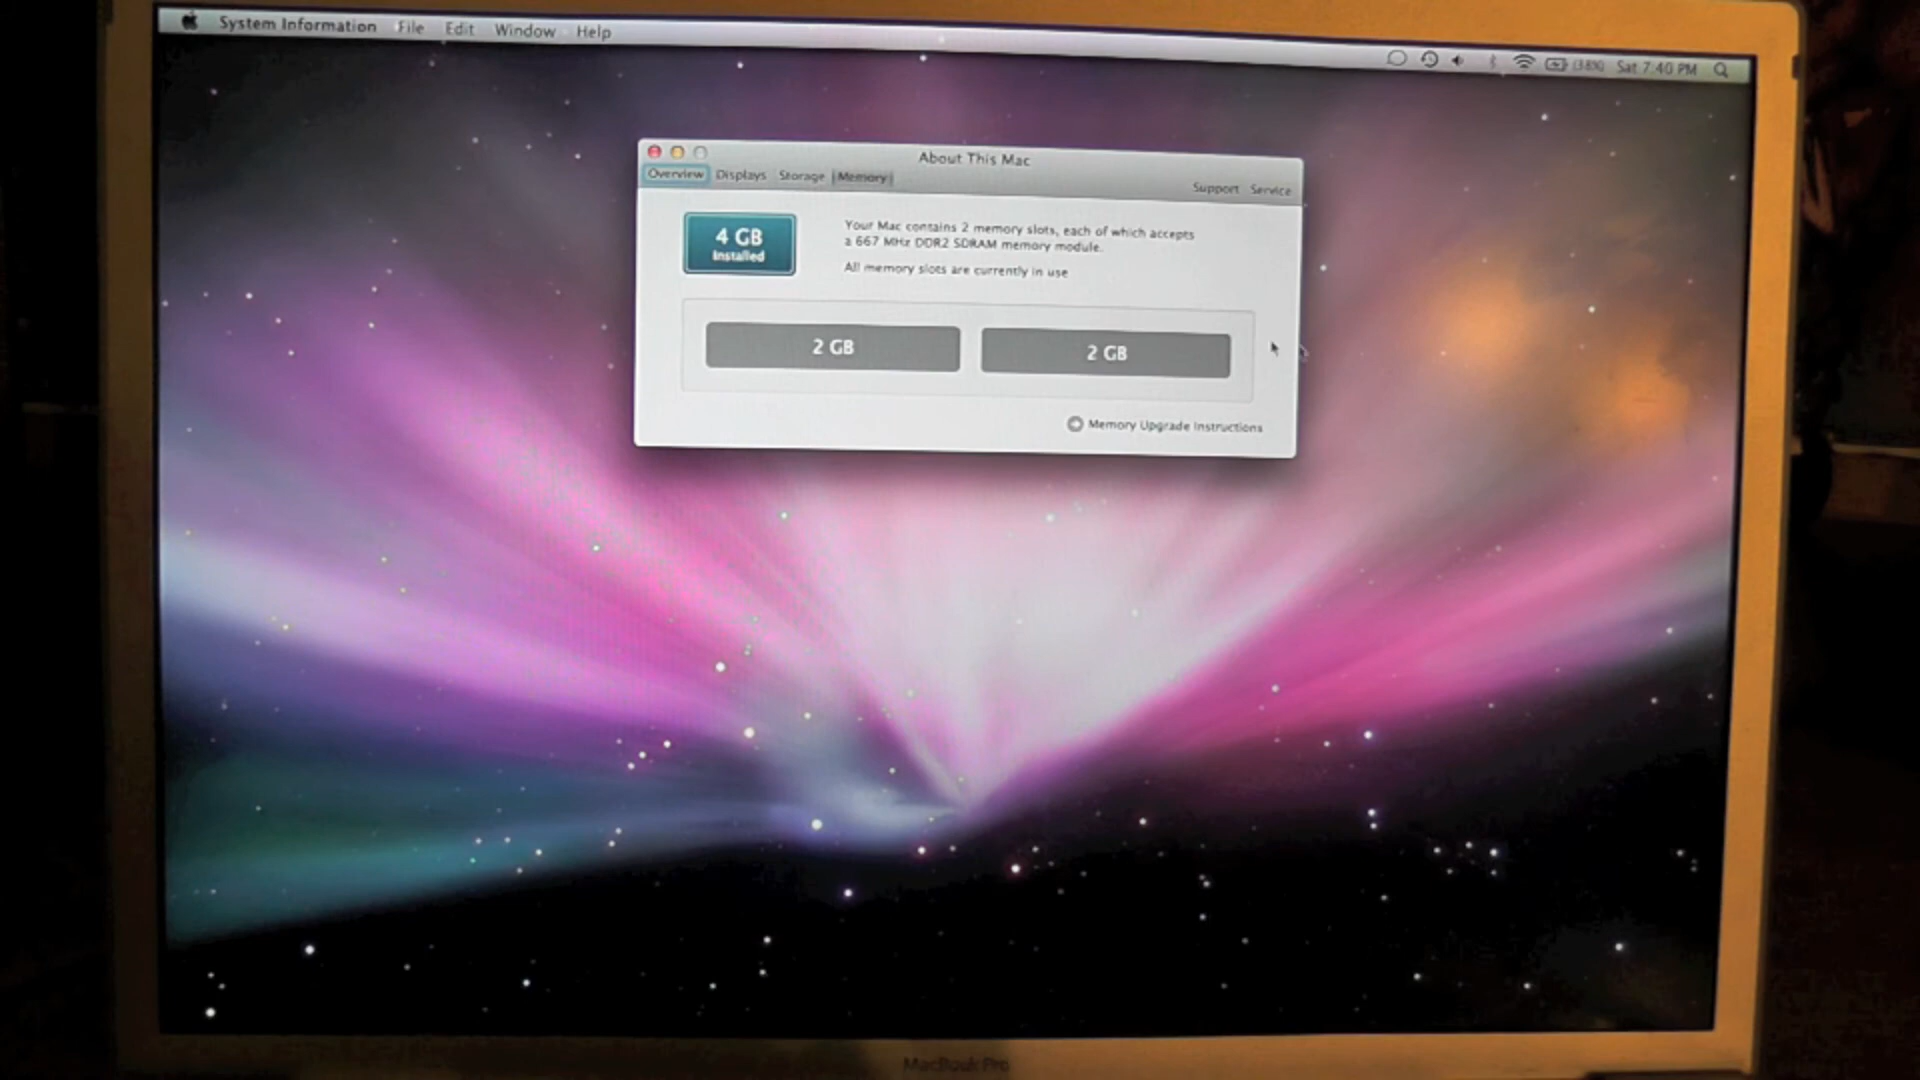 System Information File Edit Window Help
(38%) Sat 7:40 PM
About This Mac
Overview Displays Storage Memory
Support Service
4 GB
Installed
Your Mac contains 2 memory slots, each of which accepts
a 667 MHz DDR2 SDRAM memory module.
All memory slots are currently in use
2 GB
2 GB
Memory Upgrade Instructions
MacBook Pro